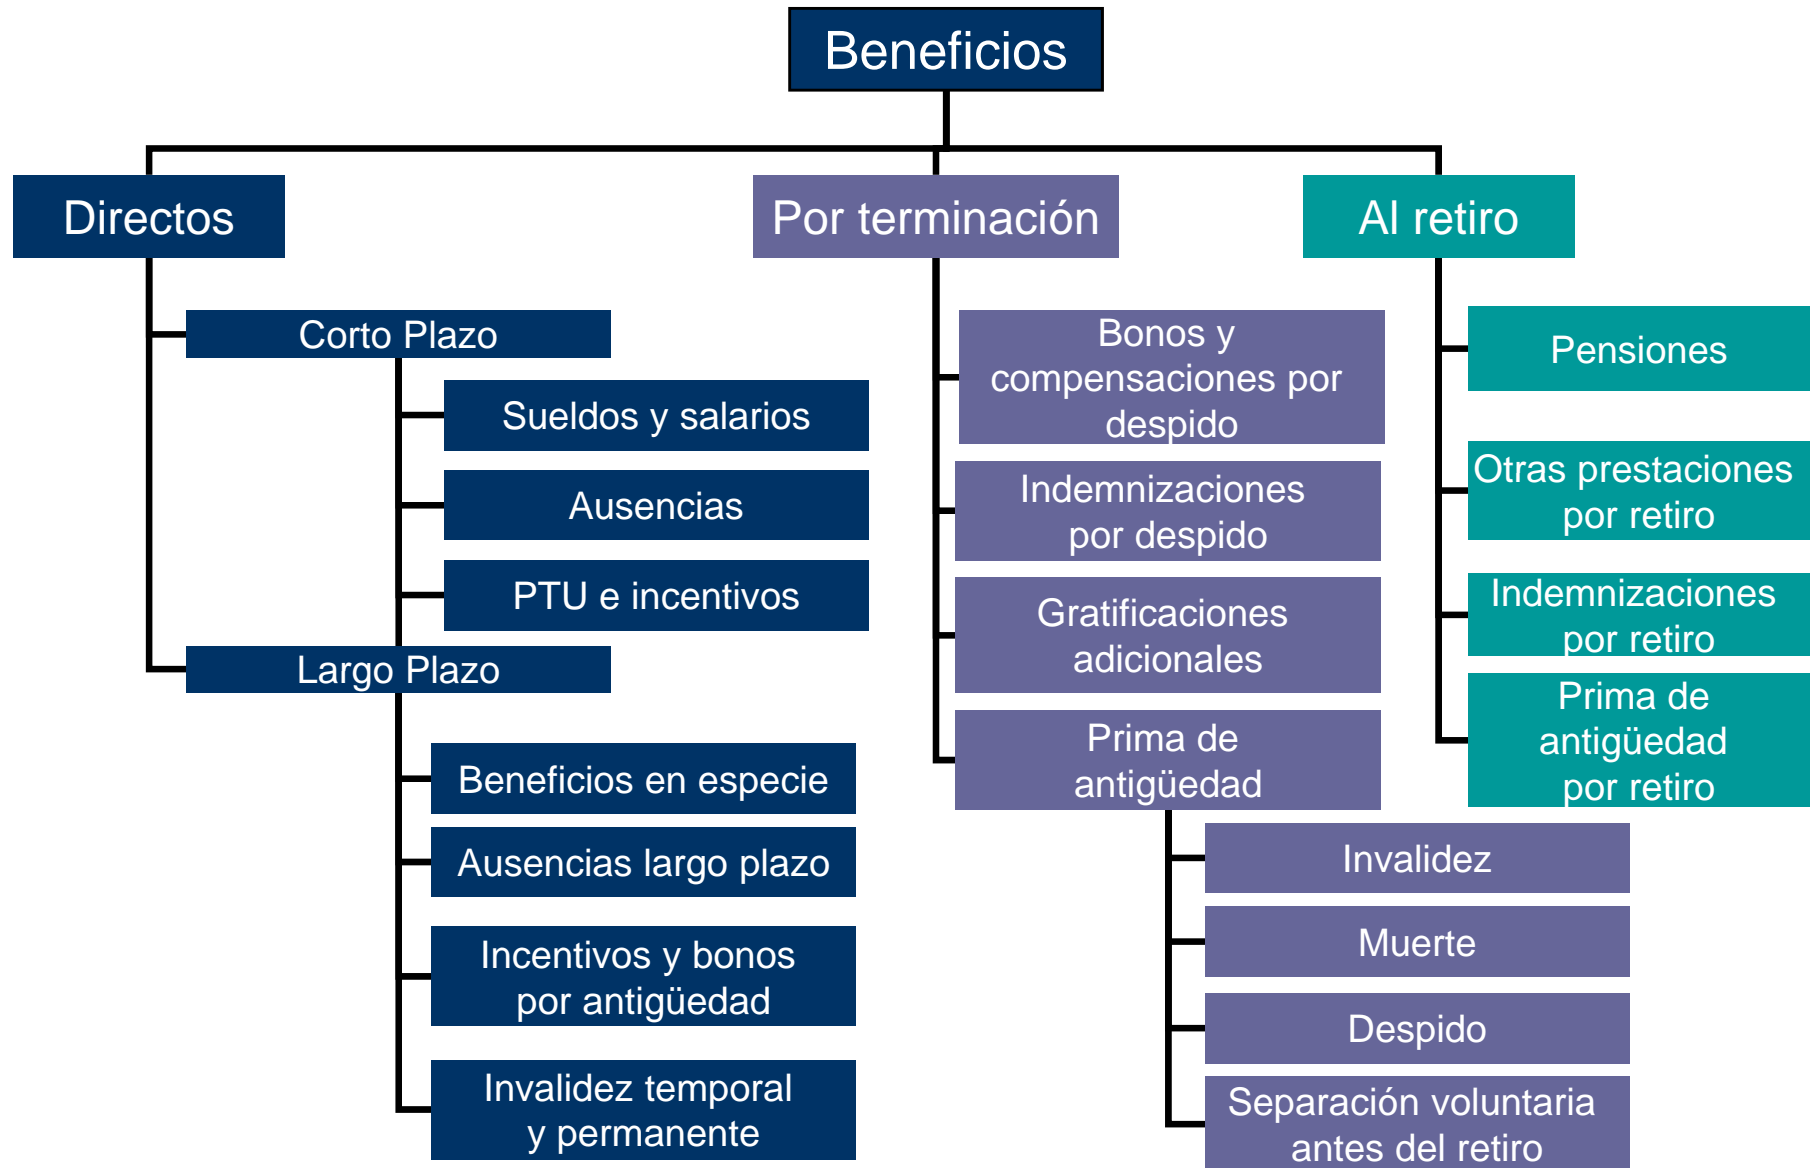 Beneficios
Directos
Corto Plazo
Sueldos y salarios
Ausencias
PTU e incentivos
Largo Plazo
Beneficios en especie
Ausencias largo plazo
Incentivos y bonos
por antigüedad
Invalidez temporal
y permanente
Por terminación
Bonos y
compensaciones por
despido
Indemnizaciones
por despido
Gratificaciones
adicionales
Prima de
antigüedad
Invalidez
Muerte
Despido
Separación voluntaria
antes del retiro
Al retiro
Pensiones
Otras prestaciones
por retiro
Indemnizaciones
por retiro
Prima de
antigüedad
por retiro